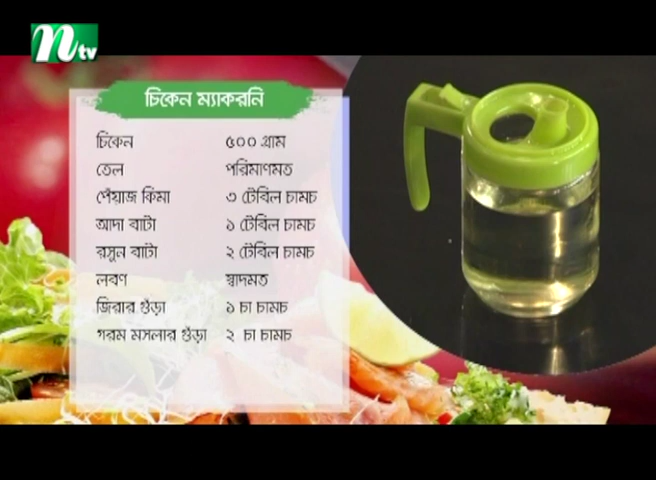 ntv
চিকেন ম্যাকরনি
চিকেন ৫০০ গ্রাম
তেল পরিমাণমত
পেঁয়াজ কিমা ৩ টেবিল চামচ
আদা বাটা ১ টেবিল চামচ
রসুন বাটা ২ টেবিল চামচ
লবণ স্বাদমত
জিরার গুঁড়া ১ চা চামচ
গরম মসলার গুঁড়া ২ চা চামচ